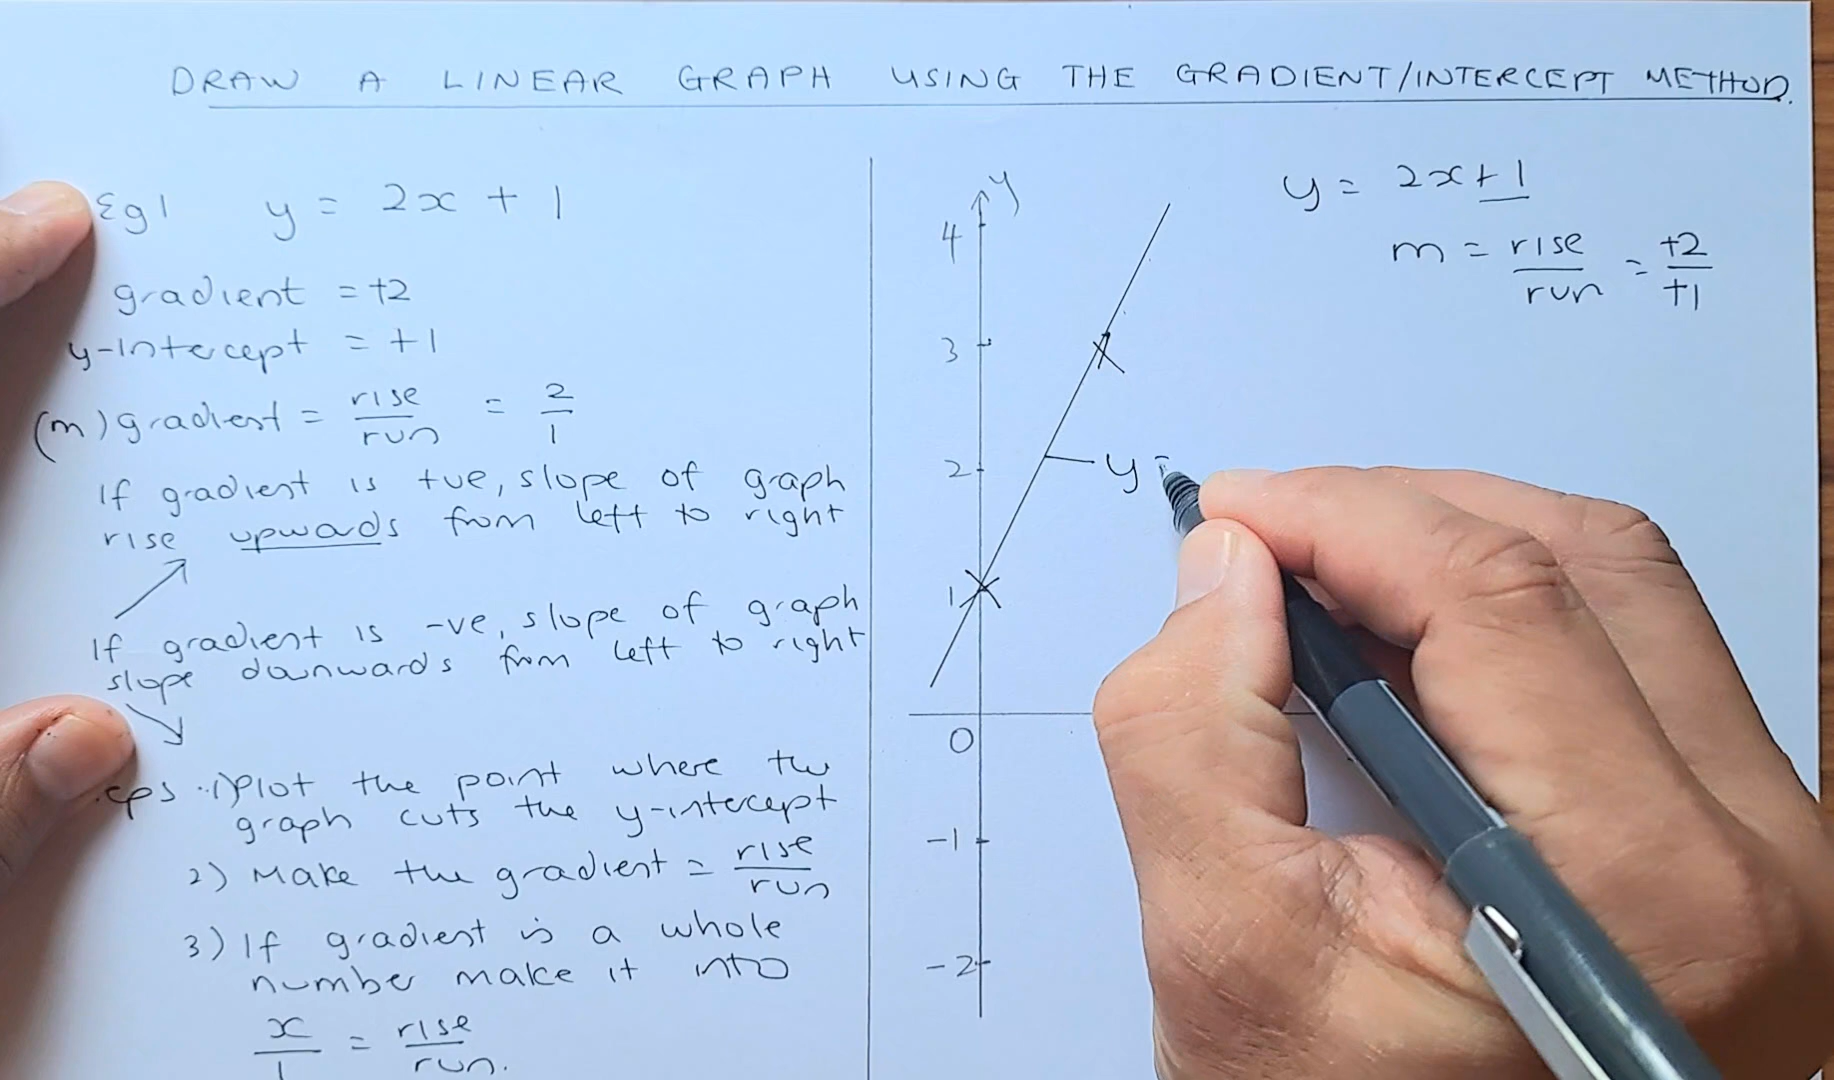 DRAW A LINEAR GRAPH USING THE GRADIENT/INTERCEPT METHOD.
Eg1 y = 2x + 1
gradient = +2
y-intercept = +1
(m) gradient = rise/run = 2/1
If gradient is +ve, slope of graph
rise upwards from left to right
If gradient is -ve, slope of graph
slope downwards from left to right
eps :1) Plot the point where the
graph cuts the y-intercept
2) Make the gradient = rise/run
3) If gradient is a whole
number make it into
x/1 = rise/run.
y
4
3
2
1
0
-1
-2
y =
y = 2x+1
m = rise/run = +2/+1